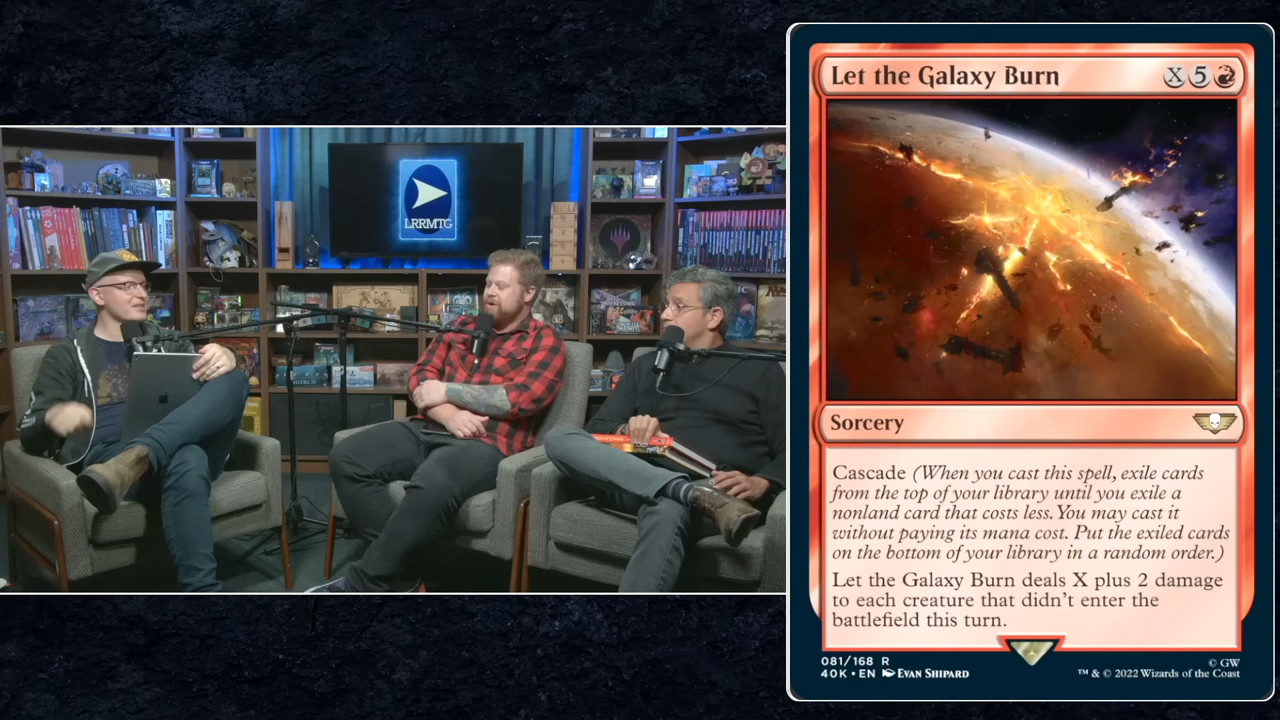 LRRMTG
Let the Galaxy Burn X 5
Sorcery
Cascade (When you cast this spell, exile cards
from the top of your library until you exile a
nonland card that costs less. You may cast it
without paying its mana cost. Put the exiled cards
on the bottom of your library in a random order.)
Let the Galaxy Burn deals X plus 2 damage
to each creature that didn't enter the
battlefield this turn.
081/168 R
40K • EN EVAN SHIPARD
© GW
™ & © 2022 Wizards of the Coast